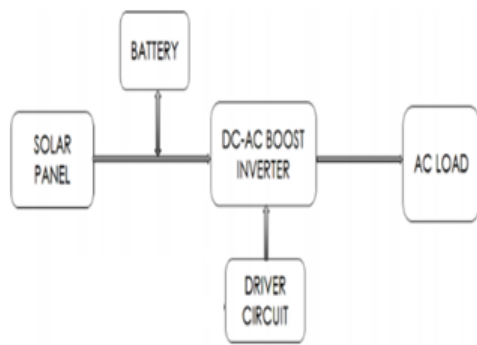 BATTERY
SOLAR
PANEL
DC-AC BOOST
INVERTER
AC LOAD
DRIVER
CIRCUIT